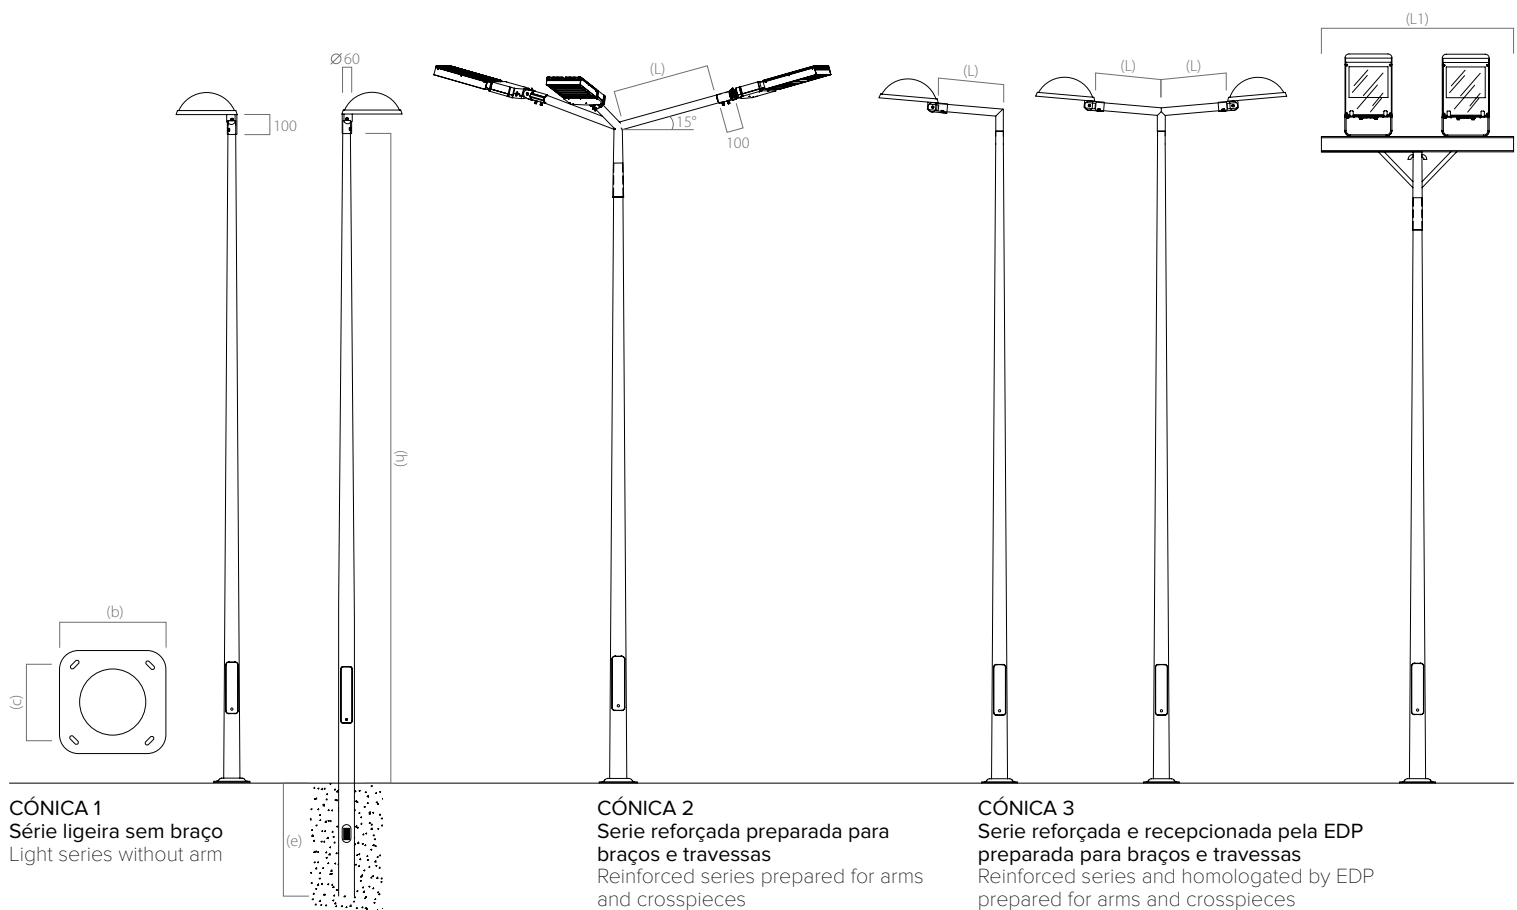 (L1)
Ø60
(L)
(L)
(L)
(L)
100
15°
100
(h)
(b)
(c)
(e)
CÓNICA 1
Série ligeira sem braço
Light series without arm
CÓNICA 2
Serie reforçada preparada para
braços e travessas
Reinforced series prepared for arms
and crosspieces
CÓNICA 3
Serie reforçada e recepcionada pela EDP
preparada para braços e travessas
Reinforced series and homologated by EDP
prepared for arms and crosspieces